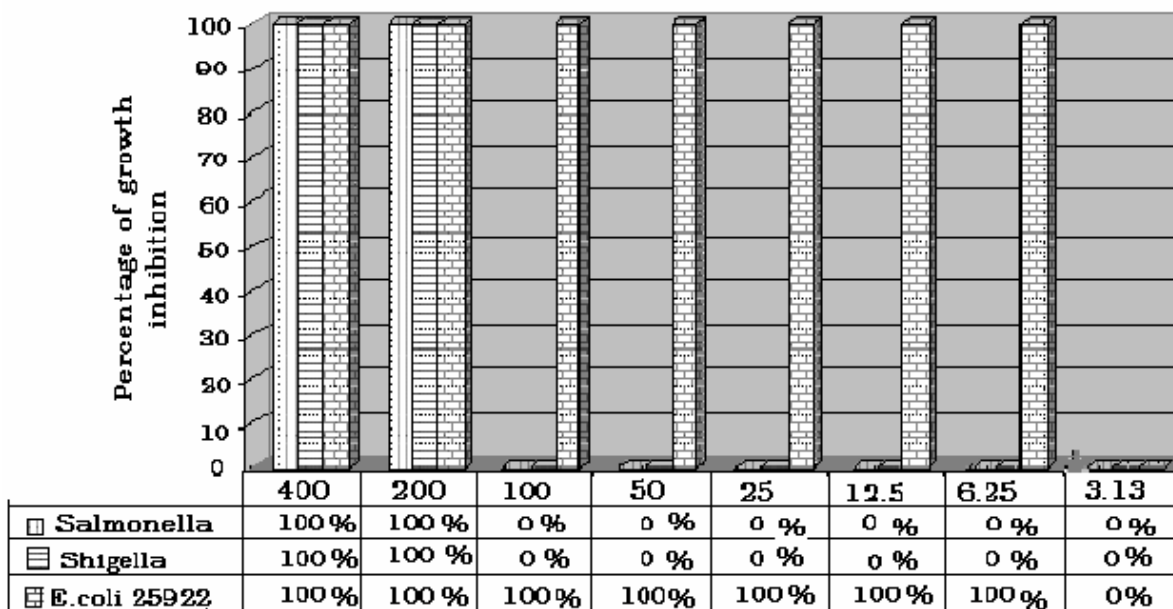 Percentage of growth
inhibition
100
90
80
70
60
50
40
30
20
10
0
400 200 100 50 25 12.5 6.25 3.13
Salmonella 100% 100% 0% 0% 0% 0% 0% 0%
Shigella 100% 100% 0% 0% 0% 0% 0% 0%
E.coli 25922 100% 100% 100% 100% 100% 100% 100% 0%